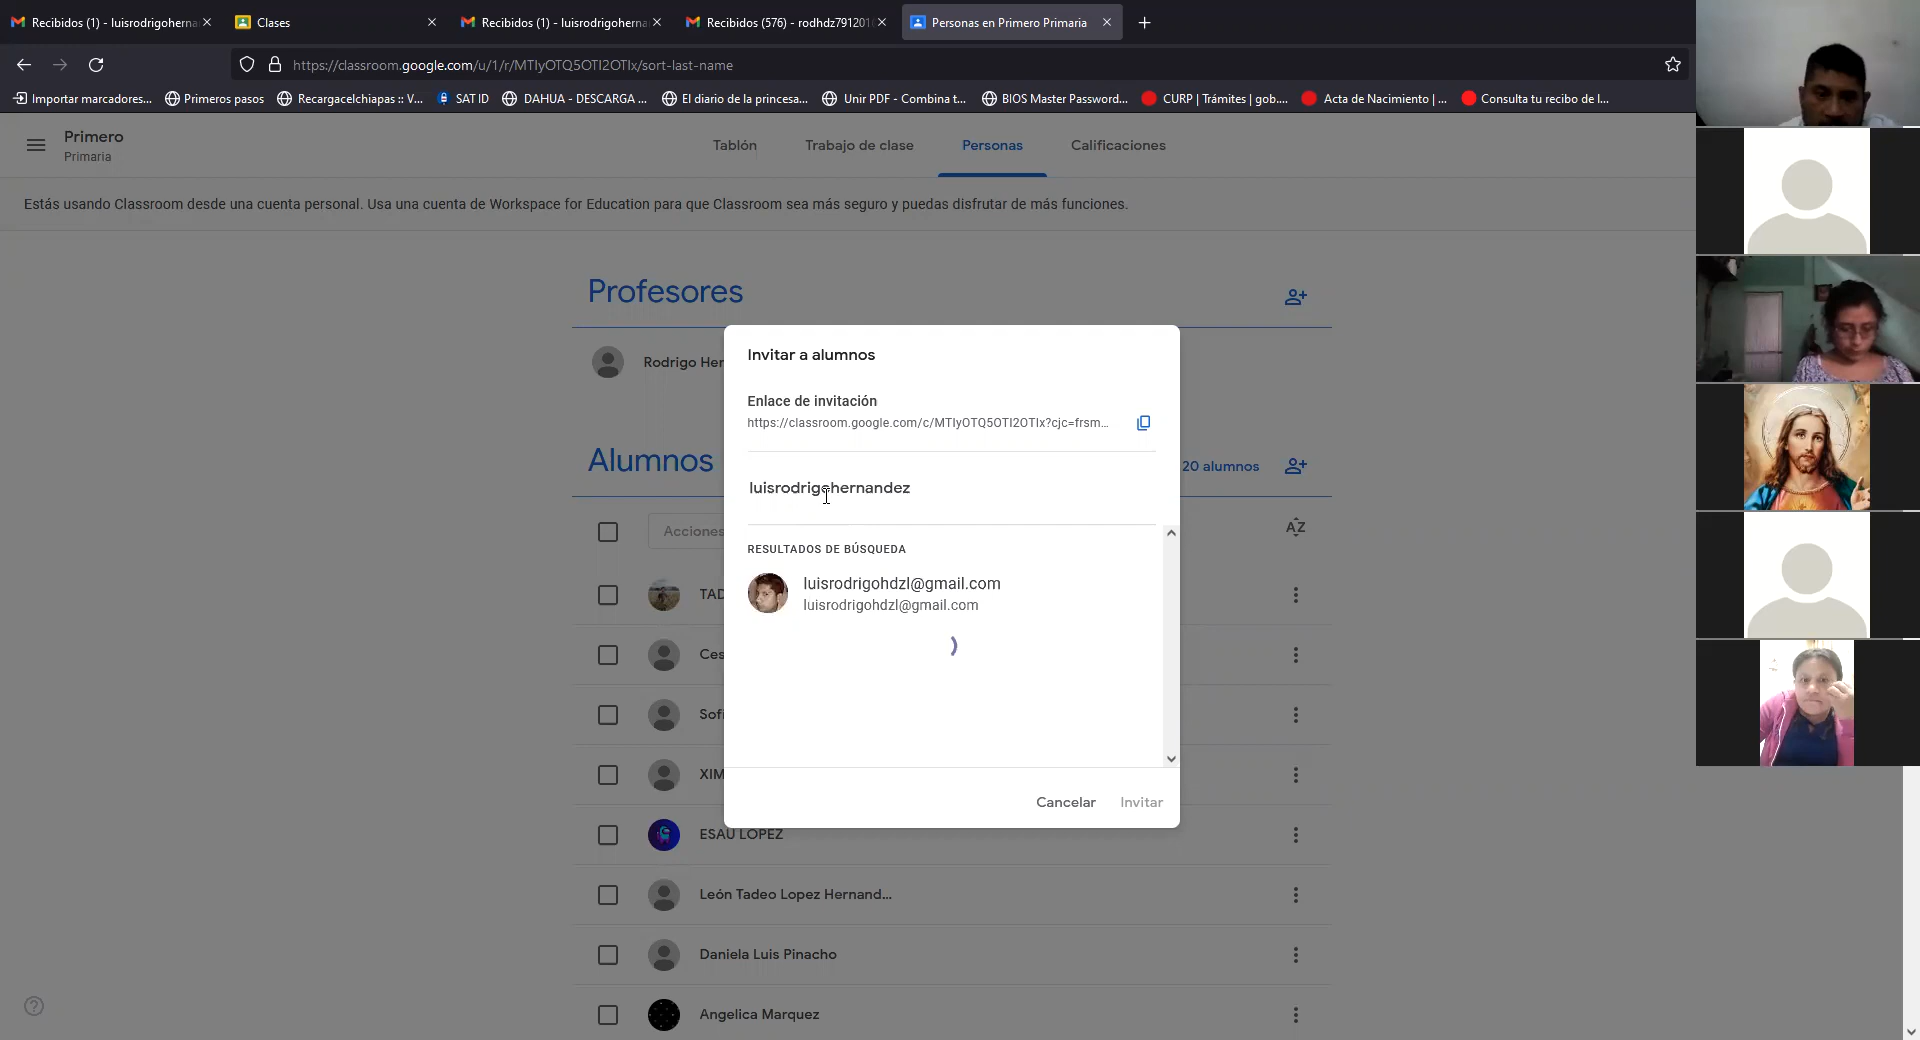 Recibidos (1) - luisrodrigoherna
Clases
Recibidos (1) - luisrodrigoherna
Recibidos (576) - rodhdz791201
Personas en Primero Primaria
https://classroom.google.com/u/1/r/MTIyOTQ5OTI2OTIx/sort-last-name
Importar marcadores...
Primeros pasos
Recargacelchiapas :: V...
SAT ID
DAHUA - DESCARGA ...
El diario de la princesa...
Unir PDF - Combina t...
BIOS Master Password...
CURP | Trámites | gob....
Acta de Nacimiento | ...
Consulta tu recibo de l...
Primero
Primaria
Tablón
Trabajo de clase
Personas
Calificaciones
Estás usando Classroom desde una cuenta personal. Usa una cuenta de Workspace for Education para que Classroom sea más seguro y puedas disfrutar de más funciones.
Profesores
Rodrigo Her
Invitar a alumnos
Enlace de invitación
https://classroom.google.com/c/MTIyOTQ5OTI2OTIx?cjc=frsm...
Alumnos
20 alumnos
luisrodrigohernandez
Acciones
AZ
RESULTADOS DE BÚSQUEDA
luisrodrigohdzl@gmail.com
luisrodrigohdzl@gmail.com
TAD
Ces
Sofi
XIM
Cancelar
Invitar
ESAU LOPEZ
León Tadeo Lopez Hernand...
Daniela Luis Pinacho
Angelica Marquez